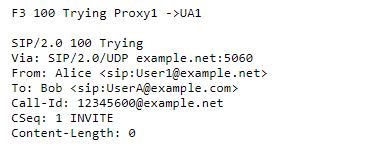 F3 100 Trying Proxy1 ->UA1
SIP/2.0 100 Trying
Via: SIP/2.0/UDP example.net:5060
From: Alice <sip:User1@example.net>
To: Bob <sip:UserA@example.com>
Call-Id: 12345600@example.net
CSeq: 1 INVITE
Content-Length: 0